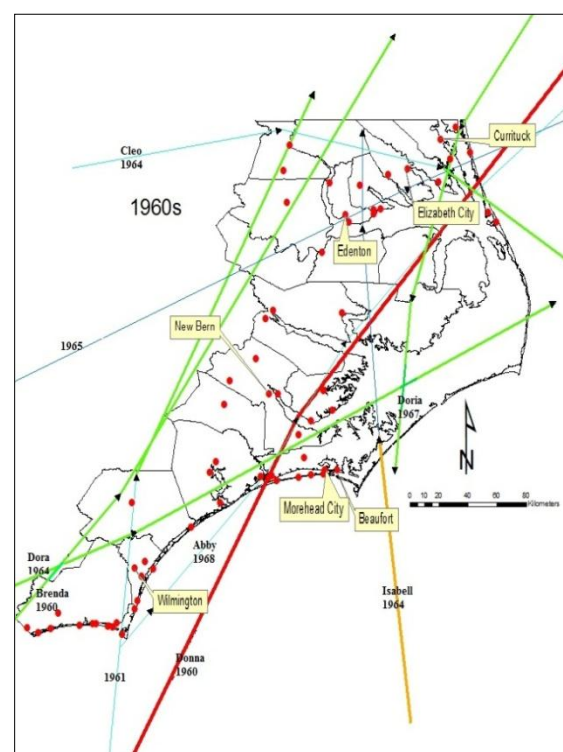 Currituck
Cleo
1964
1960s
Elizabeth City
Edenton
New Bern
1965
Doria
1967
N
0 10 20 40 60 80
Kilometers
Morehead City
Beaufort
Abby
1968
Dora
1964
Brenda
1960
Wilmington
Isabell
1964
Donna
1960
1961